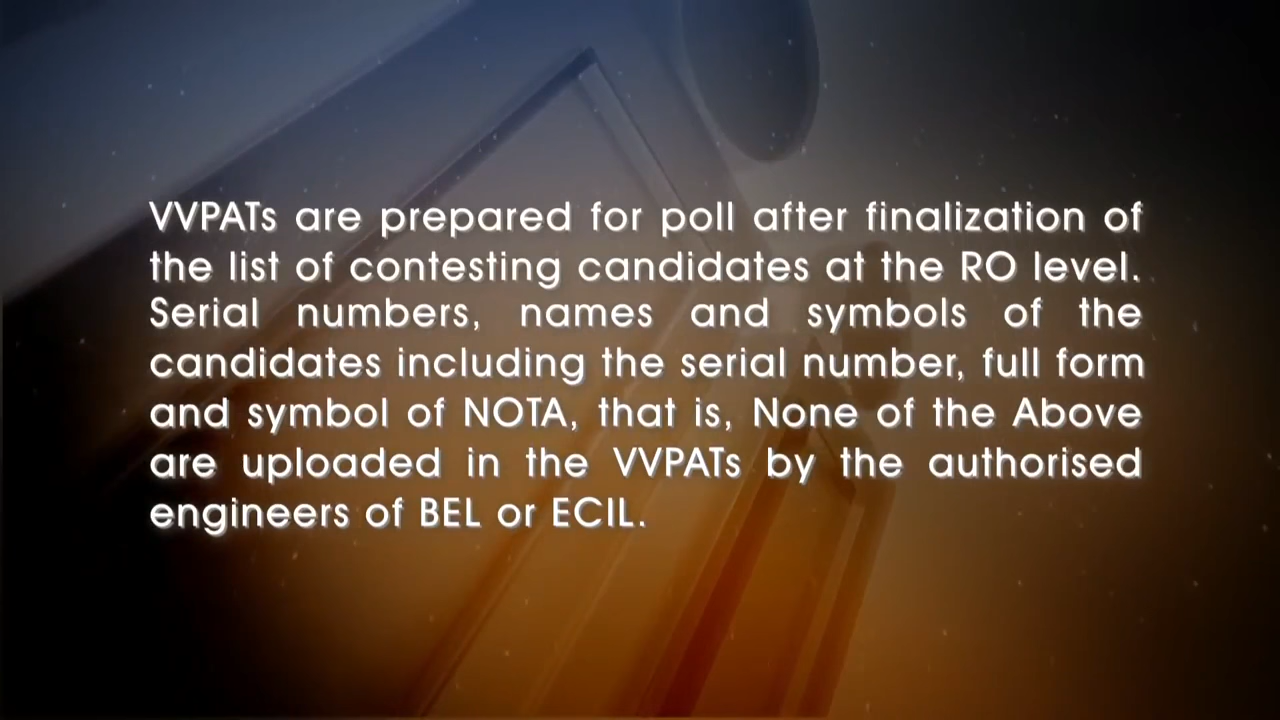 VVPATs are prepared for poll after finalization of
the list of contesting candidates at the RO level.
Serial numbers, names and symbols of the
candidates including the serial number, full form
and symbol of NOTA, that is, None of the Above
are uploaded in the VVPATs by the authorised
engineers of BEL or ECIL.